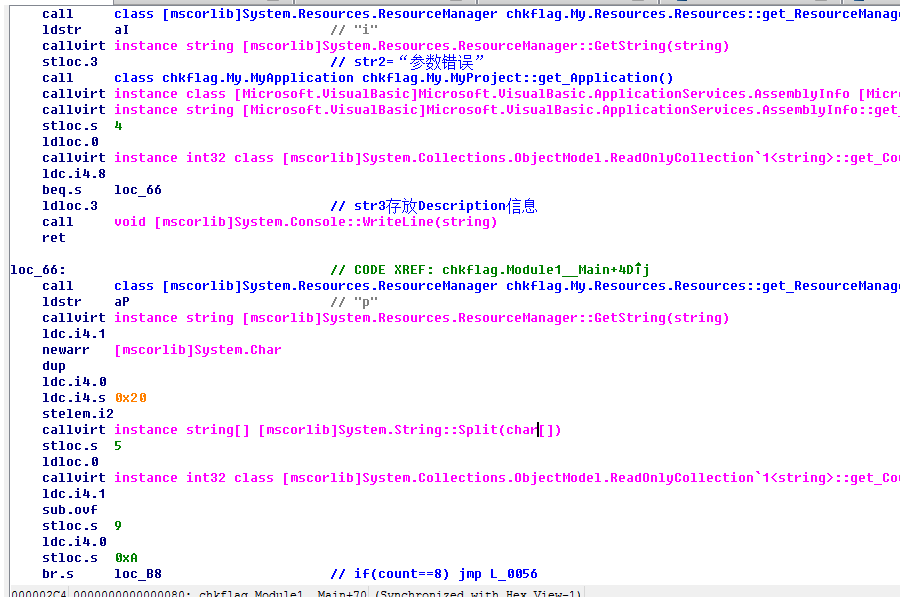 call class [mscorlib]System.Resources.ResourceManager chkflag.My.Resources.Resources::get_ResourceManage
ldstr aI // "i"
callvirt instance string [mscorlib]System.Resources.ResourceManager::GetString(string)
stloc.3 // str2=“参数错误”
call class chkflag.My.MyApplication chkflag.My.MyProject::get_Application()
callvirt instance class [Microsoft.VisualBasic]Microsoft.VisualBasic.ApplicationServices.AssemblyInfo [Micr
callvirt instance string [Microsoft.VisualBasic]Microsoft.VisualBasic.ApplicationServices.AssemblyInfo::get_
stloc.s 4
ldloc.0
callvirt instance int32 class [mscorlib]System.Collections.ObjectModel.ReadOnlyCollection`1<string>::get_Cou
ldc.i4.8
beq.s loc_66
ldloc.3 // str3存放Description信息
call void [mscorlib]System.Console::WriteLine(string)
ret
loc_66: // CODE XREF: chkflag.Module1__Main+4D↑j
call class [mscorlib]System.Resources.ResourceManager chkflag.My.Resources.Resources::get_ResourceManage
ldstr aP // "p"
callvirt instance string [mscorlib]System.Resources.ResourceManager::GetString(string)
ldc.i4.1
newarr [mscorlib]System.Char
dup
ldc.i4.0
ldc.i4.s 0x20
stelem.i2
callvirt instance string[] [mscorlib]System.String::Split(char[])
stloc.s 5
ldloc.0
callvirt instance int32 class [mscorlib]System.Collections.ObjectModel.ReadOnlyCollection`1<string>::get_Cou
ldc.i4.1
sub.ovf
stloc.s 9
ldc.i4.0
stloc.s 0xA
br.s loc_B8 // if(count==8) jmp L_0056
000002C4 0000000000000080: chkflag.Module1__Main+70 (Synchronized with Hex View-1)